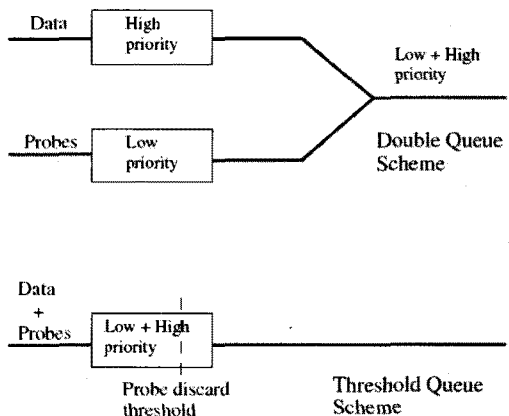 Data
High
priority
Low + High
priority
Probes
Low
priority
Double Queue
Scheme
Data
+
Probes
Low + High
priority
Probe discard
threshold
Threshold Queue
Scheme